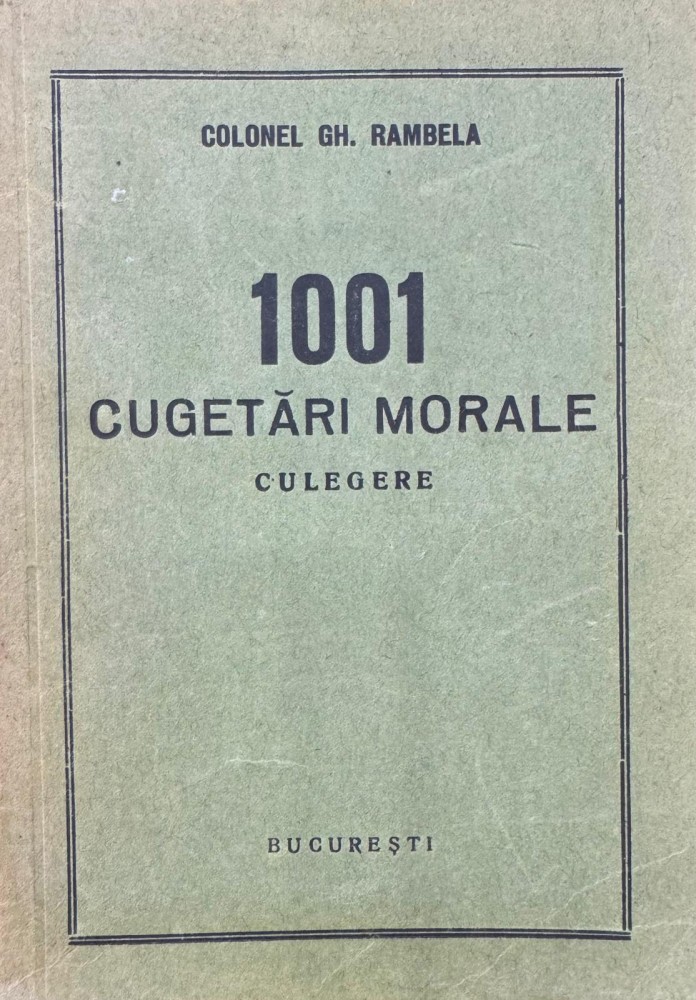 COLONEL GH. RAMBELA
1001
CUGETĂRI MORALE
CULEGERE
BUCUREȘTI